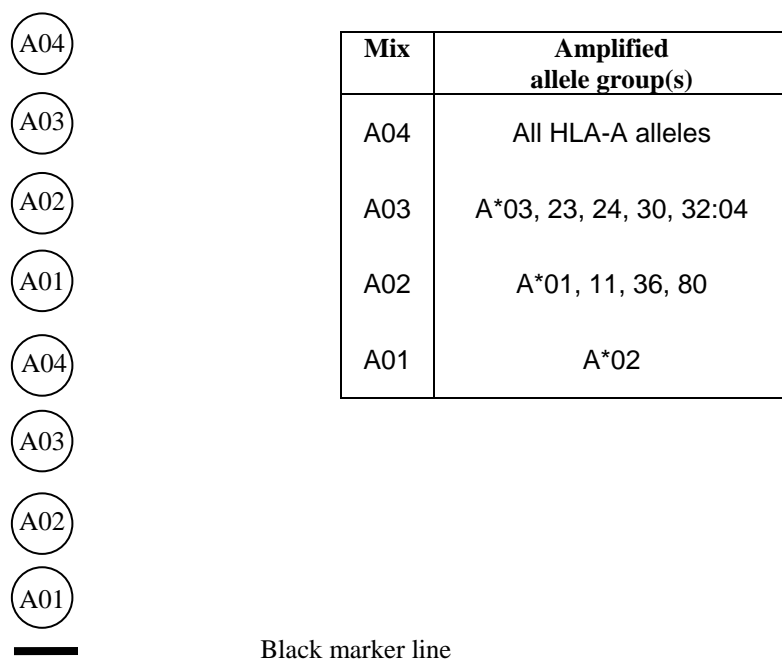 A04
A03
A02
A01
A04
A03
A02
A01
Black marker line
Mix Amplified
allele group(s)
A04 All HLA-A alleles
A03 A*03, 23, 24, 30, 32:04
A02 A*01, 11, 36, 80
A01 A*02